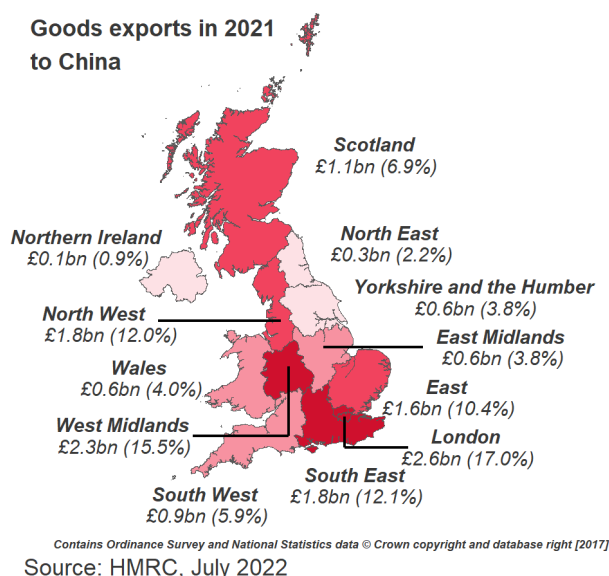 Goods exports in 2021
to China
Scotland
£1.1bn (6.9%)
Northern Ireland
£0.1bn (0.9%)
North East
£0.3bn (2.2%)
Yorkshire and the Humber
£0.6bn (3.8%)
North West
£1.8bn (12.0%)
East Midlands
£0.6bn (3.8%)
Wales
£0.6bn (4.0%)
East
£1.6bn (10.4%)
West Midlands
£2.3bn (15.5%)
London
£2.6bn (17.0%)
South East
£1.8bn (12.1%)
South West
£0.9bn (5.9%)
Contains Ordinance Survey and National Statistics data © Crown copyright and database right [2017]
Source: HMRC, July 2022